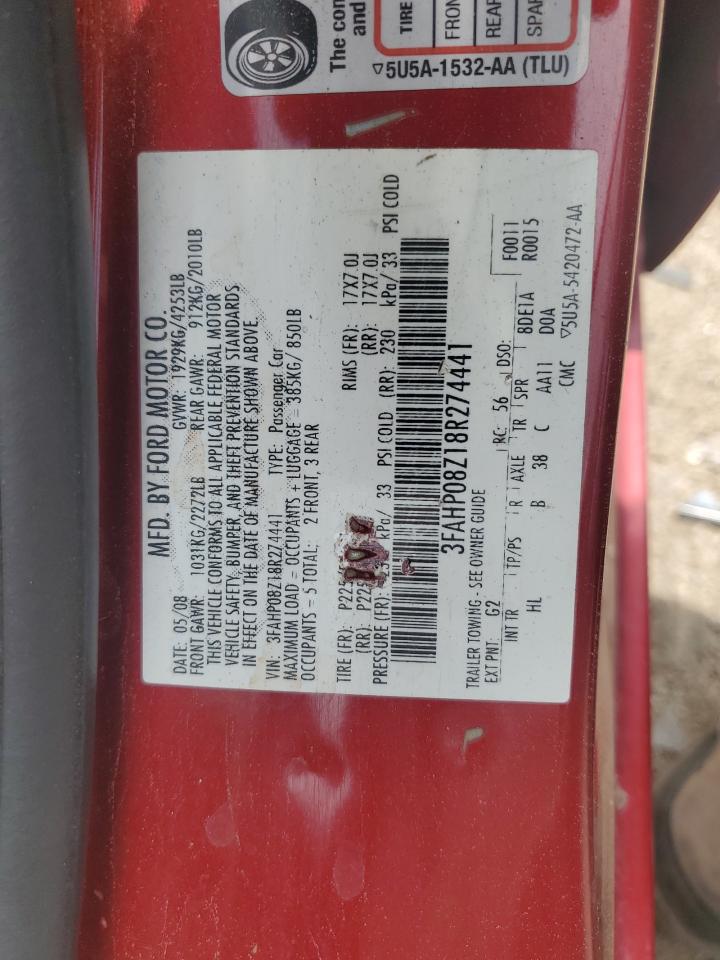 The con
and
TIRE
FRON
REAR
SPAR
▽5U5A-1532-AA (TLU)
MFD. BY FORD MOTOR CO.
DATE: 05/08 GVWR: 1929KG/4253LB
FRONT GAWR: 1031KG/2272LB REAR GAWR: 912KG/2010LB
THIS VEHICLE CONFORMS TO ALL APPLICABLE FEDERAL MOTOR
VEHICLE SAFETY, BUMPER, AND THEFT PREVENTION STANDARDS
IN EFFECT ON THE DATE OF MANUFACTURE SHOWN ABOVE.
VIN: 3FAHP08Z18R274441 TYPE: Passenger Car
MAXIMUM LOAD = OCCUPANTS + LUGGAGE = 385KG/ 850LB
OCCUPANTS = 5 TOTAL: 2 FRONT, 3 REAR
TIRE (FR): P225 RIMS (FR): 17X7.0J
(RR): P225 (RR): 17X7.0J
PRESSURE (FR): kPa/ 33 PSI COLD (RR): 230 kPa/ 33 PSI COLD
3FAHP08Z18R274441
TRAILER TOWING - SEE OWNER GUIDE
EXT PNT: G2 RC: 56 DSO: F0011
R0015
INT TR TP/PS R AXLE TR SPR 8DE1A
HL B 38 C AA11 D0A
CMC ▽5U5A-5420472-AA